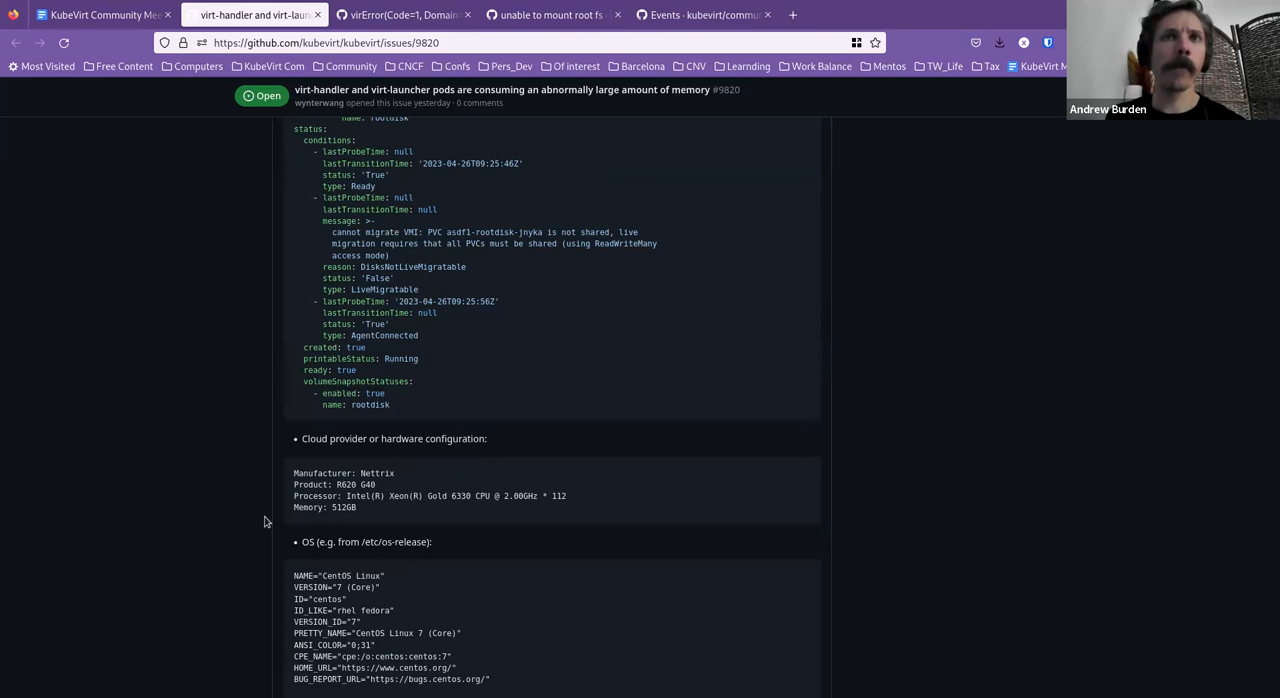 KubeVirt Community Mee
virt-handler and virt-laun
virError(Code=1, Domain=
unable to mount root fs
Events · kubevirt/commu
https://github.com/kubevirt/kubevirt/issues/9820
Most Visited
Free Content
Computers
KubeVirt Com
Community
CNCF
Confs
Pers_Dev
Of interest
Barcelona
CNV
Learnding
Work Balance
Mentos
TW_Life
Tax
KubeVirt M
Andrew Burden
Open
virt-handler and virt-launcher pods are consuming an abnormally large amount of memory #9820
wynterwang opened this issue yesterday · 0 comments
name: rootdisk
status:
conditions:
- lastProbeTime: null
lastTransitionTime: '2023-04-26T09:25:46Z'
status: 'True'
type: Ready
- lastProbeTime: null
lastTransitionTime: null
message: >-
cannot migrate VMI: PVC asdf1-rootdisk-jnyka is not shared, live
migration requires that all PVCs must be shared (using ReadWriteMany
access mode)
reason: DisksNotLiveMigratable
status: 'False'
type: LiveMigratable
- lastProbeTime: '2023-04-26T09:25:56Z'
lastTransitionTime: null
status: 'True'
type: AgentConnected
created: true
printableStatus: Running
ready: true
volumeSnapshotStatuses:
- enabled: true
name: rootdisk
• Cloud provider or hardware configuration:
Manufacturer: Nettrix
Product: R620 G40
Processor: Intel(R) Xeon(R) Gold 6330 CPU @ 2.00GHz * 112
Memory: 512GB
• OS (e.g. from /etc/os-release):
NAME="CentOS Linux"
VERSION="7 (Core)"
ID="centos"
ID_LIKE="rhel fedora"
VERSION_ID="7"
PRETTY_NAME="CentOS Linux 7 (Core)"
ANSI_COLOR="0;31"
CPE_NAME="cpe:/o:centos:centos:7"
HOME_URL="https://www.centos.org/"
BUG_REPORT_URL="https://bugs.centos.org/"